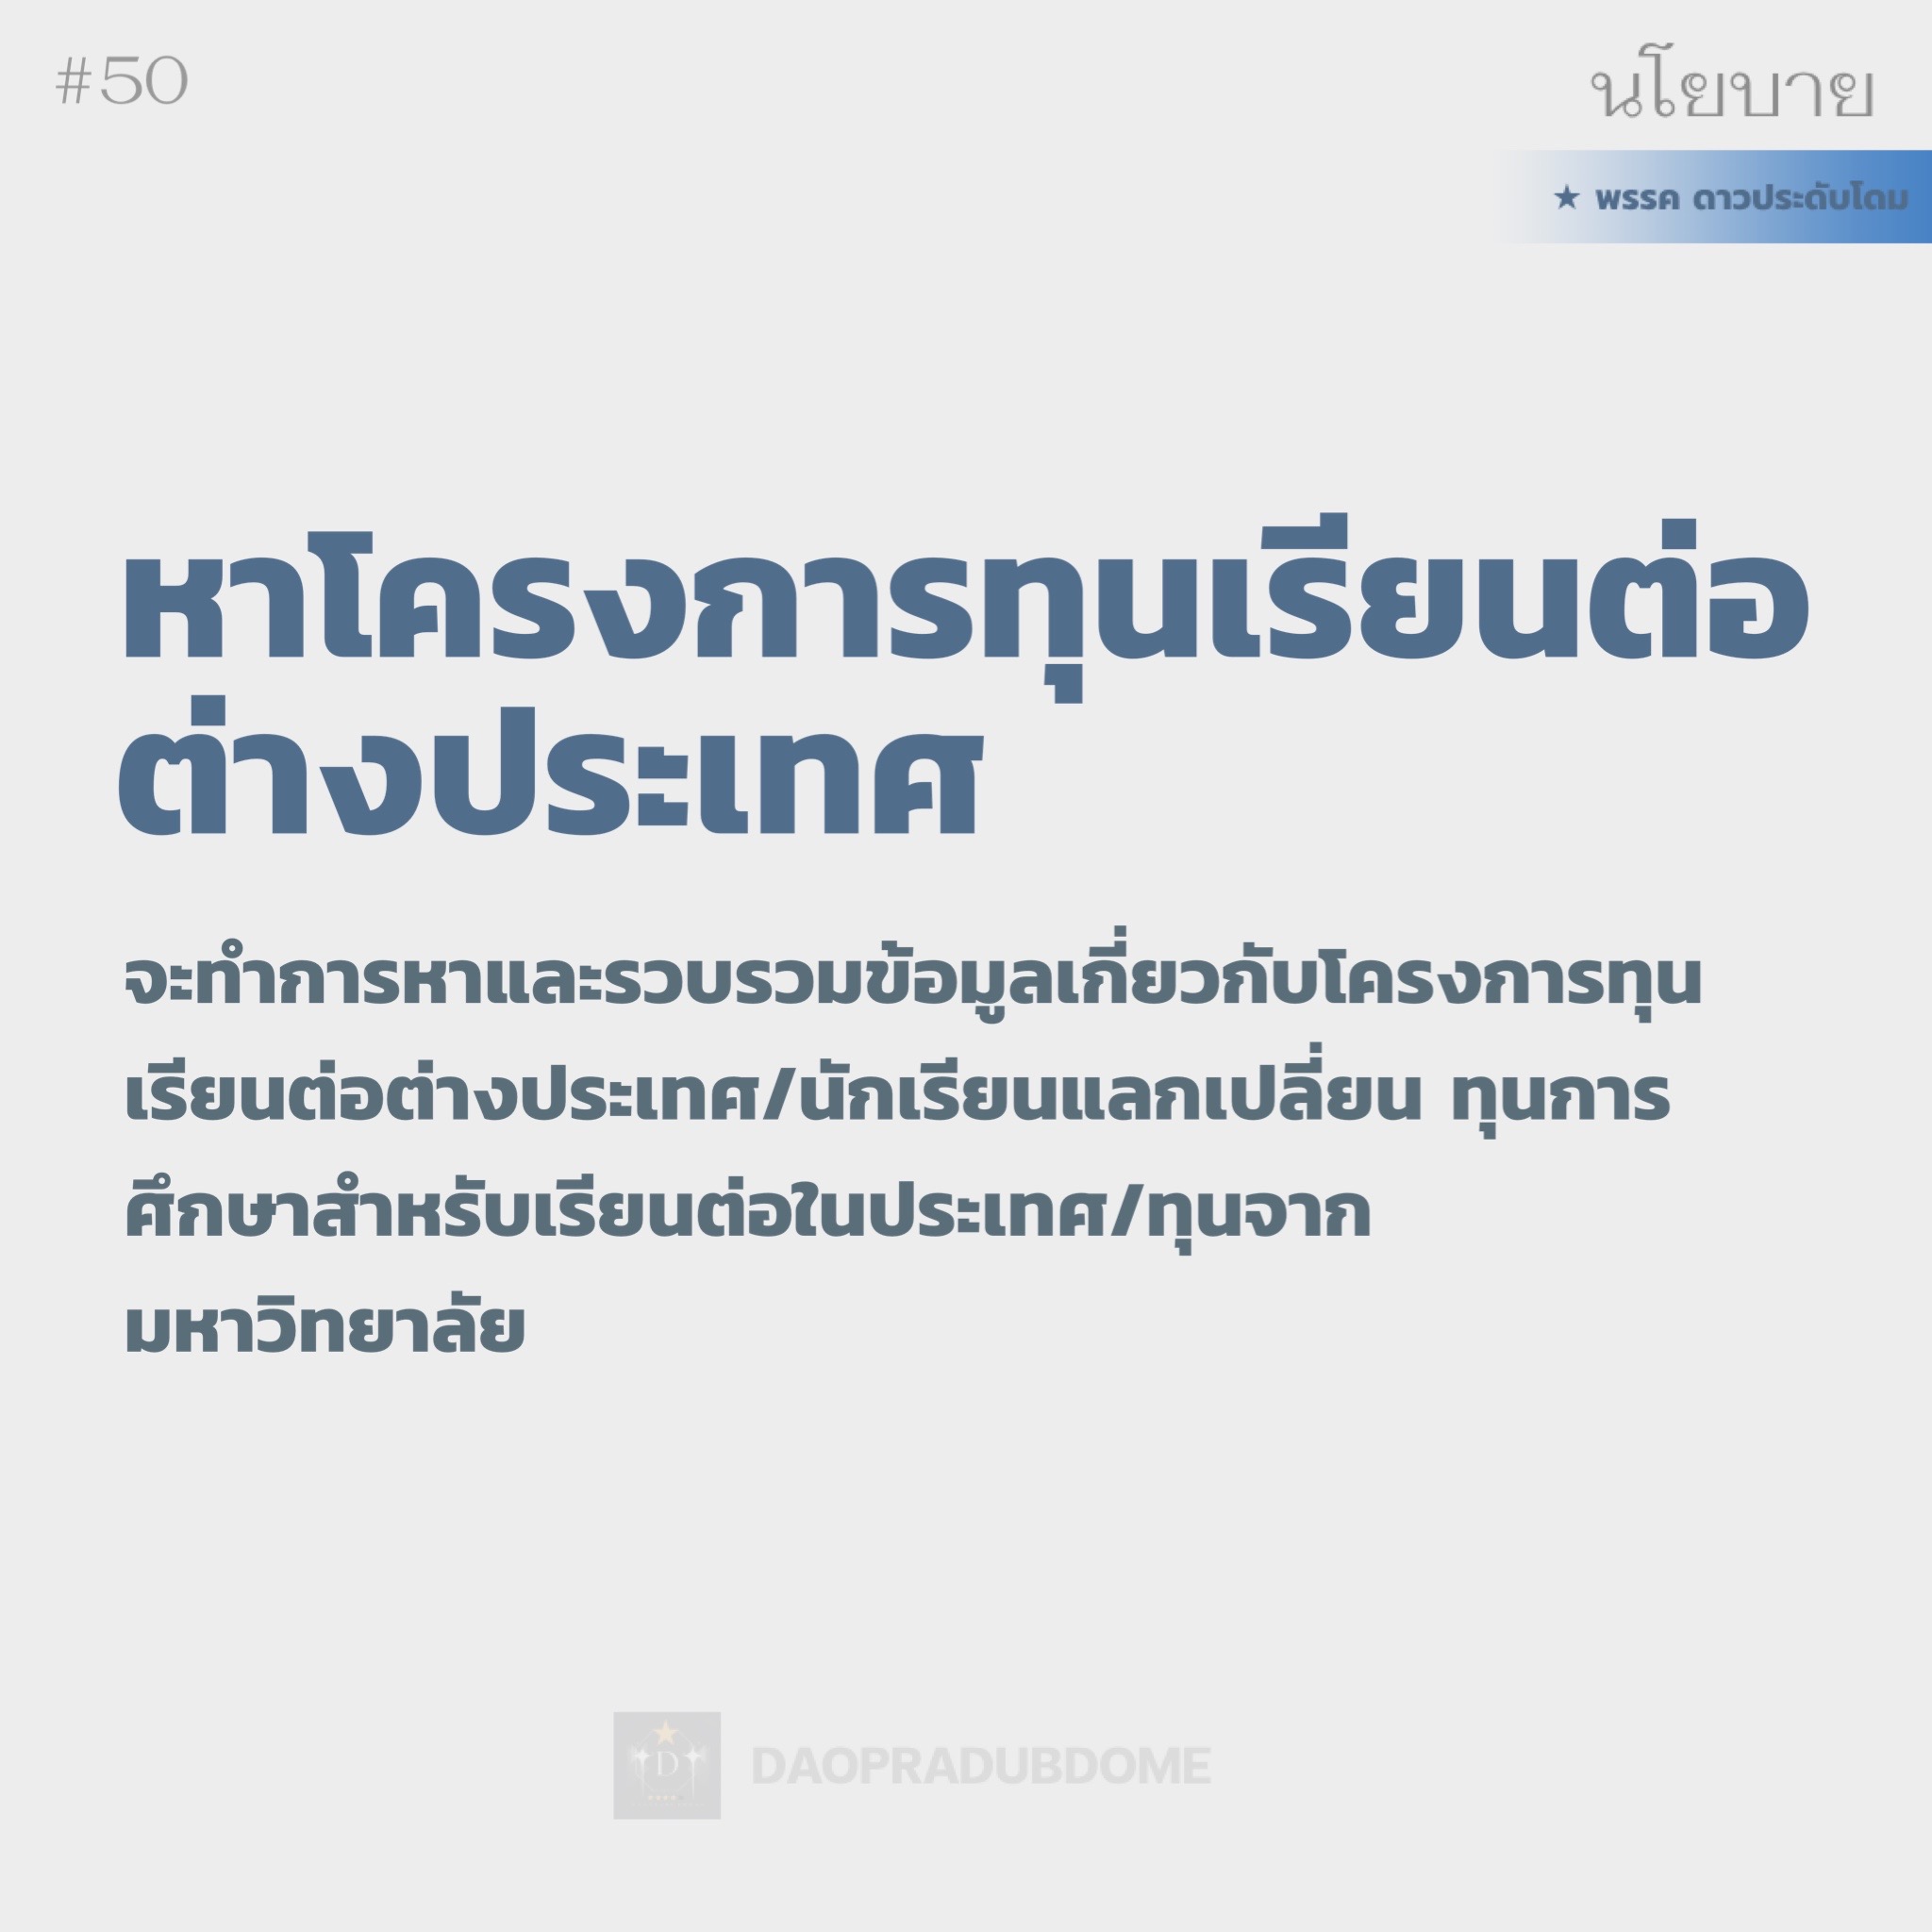 #50
นโยบาย
★ พรรค ดาวประดับโดม
หาโครงการทุนเรียนต่อ
ต่างประเทศ
จะทำการหาและรอบรวมข้อมูลเกี่ยวกับโครงการทุน
เรียนต่อต่างประเทศ/นักเรียนแลกเปลี่ยน ทุนการ
ศึกษาสำหรับเรียนต่อในประเทศ/ทุนจาก
มหาวิทยาลัย
D
DAOPRADUBDOME